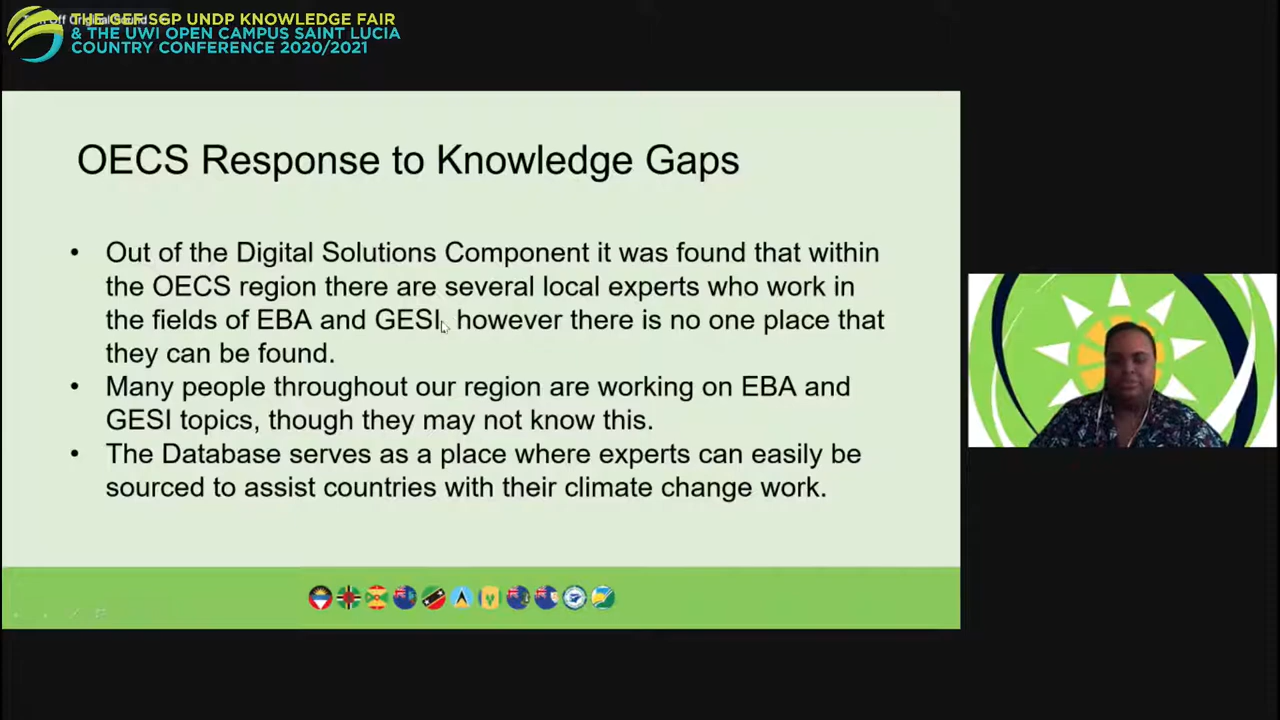 THE GEF SGP UNDP KNOWLEDGE FAIR
& THE UWI OPEN CAMPUS SAINT LUCIA
COUNTRY CONFERENCE 2020/2021
OECS Response to Knowledge Gaps
• Out of the Digital Solutions Component it was found that within
the OECS region there are several local experts who work in
the fields of EBA and GESI, however there is no one place that
they can be found.
• Many people throughout our region are working on EBA and
GESI topics, though they may not know this.
• The Database serves as a place where experts can easily be
sourced to assist countries with their climate change work.